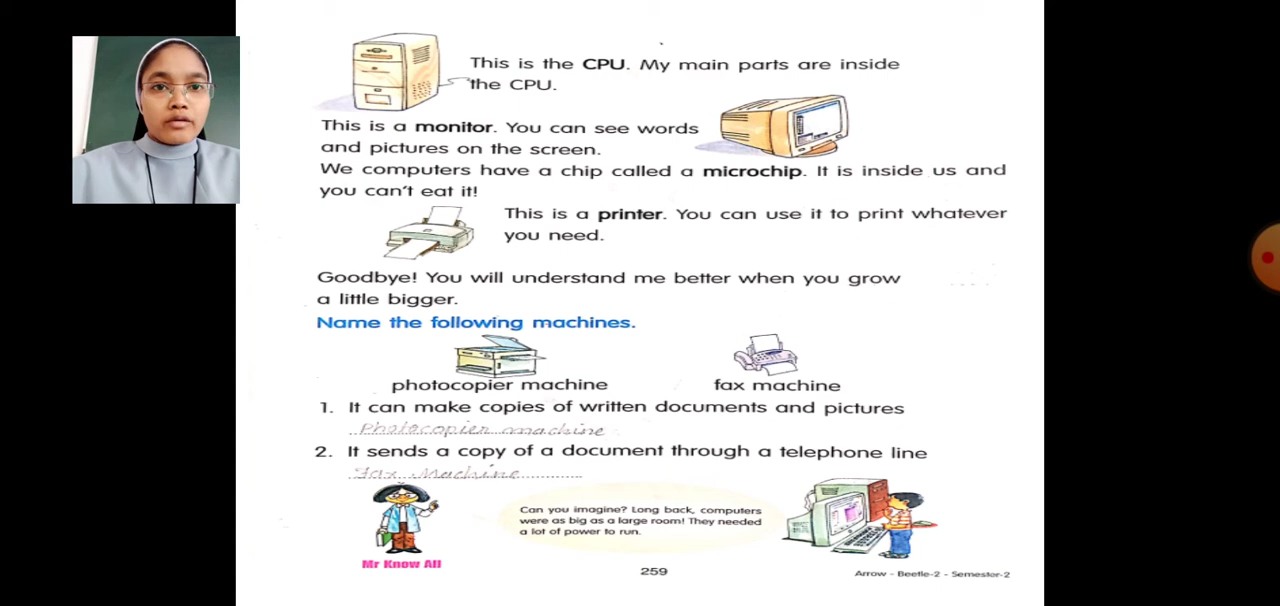 This is the CPU. My main parts are inside
the CPU.
This is a monitor. You can see words
and pictures on the screen.
We computers have a chip called a microchip. It is inside us and
you can't eat it!
This is a printer. You can use it to print whatever
you need.
Goodbye! You will understand me better when you grow
a little bigger.
Name the following machines.
photocopier machine
fax machine
1. It can make copies of written documents and pictures
Photocopier machine
2. It sends a copy of a document through a telephone line
Fax Machine
Can you imagine? Long back, computers
were as big as a large room! They needed
a lot of power to run.
Mr Know All
259
Arrow - Beetle-2 - Semester-2